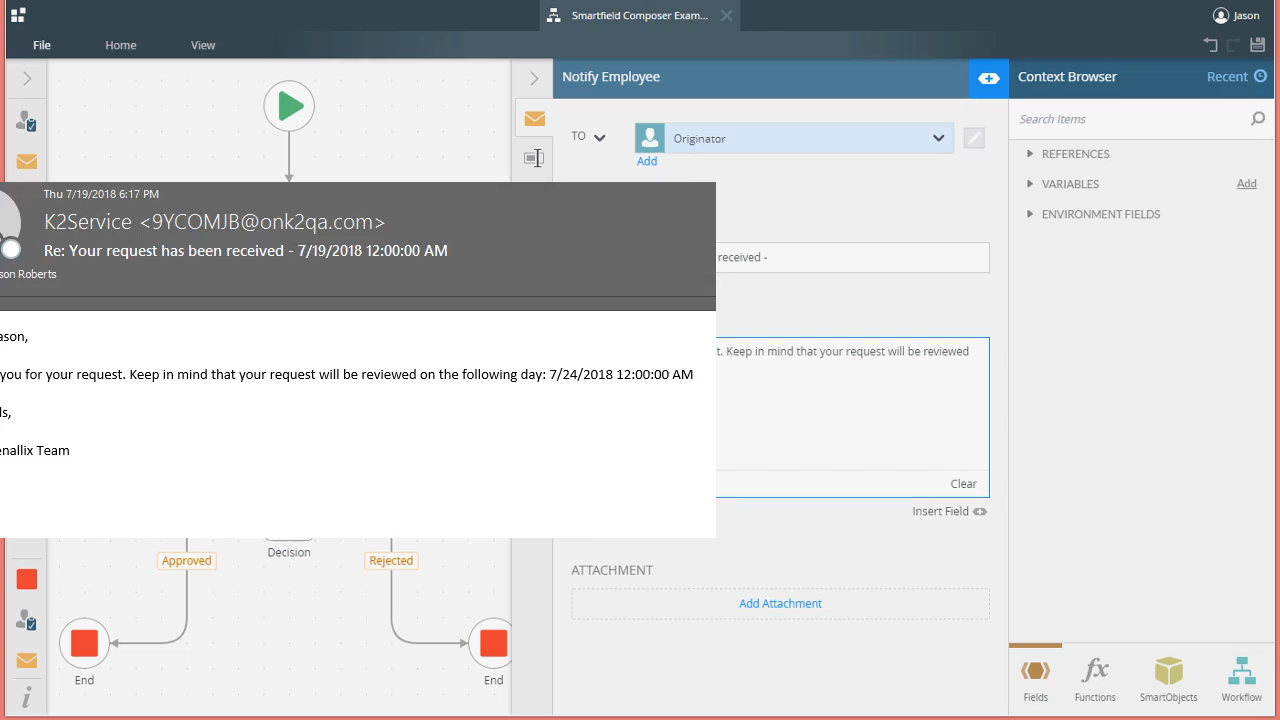 Smartfield Composer Exam...
Jason
File
Home
View
Notify Employee
Context Browser
Recent
TO
Originator
Add
Search Items
REFERENCES
VARIABLES
Add
ENVIRONMENT FIELDS
Thu 7/19/2018 6:17 PM
K2Service <9YCOMJB@onk2qa.com>
Re: Your request has been received - 7/19/2018 12:00:00 AM
son Roberts
received -
ason,
t. Keep in mind that your request will be reviewed
you for your request. Keep in mind that your request will be reviewed on the following day: 7/24/2018 12:00:00 AM
ds,
enallix Team
Clear
Insert Field
Decision
Approved
Rejected
ATTACHMENT
Add Attachment
End
End
Fields
fx
Functions
SmartObjects
Workflow